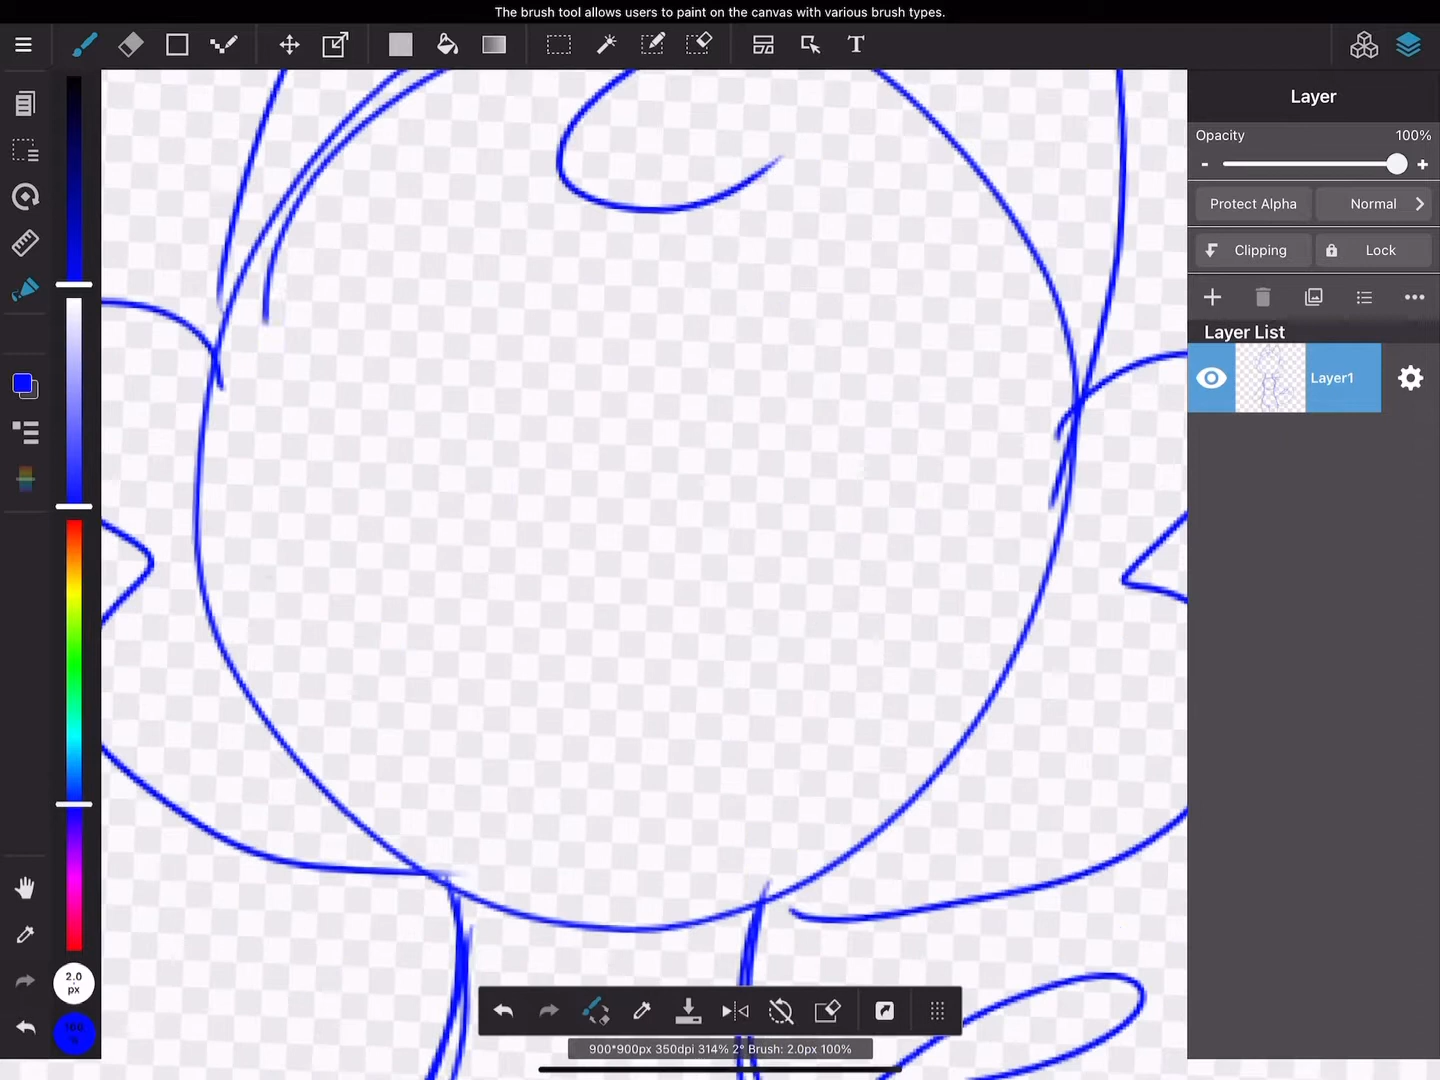 The brush tool allows users to paint on the canvas with various brush types.
T
Layer
Opacity 100%
- +
Protect Alpha Normal
Clipping Lock
Layer List
Layer1
2.0
px
900*900px 350dpi 314% 2° Brush: 2.0px 100%